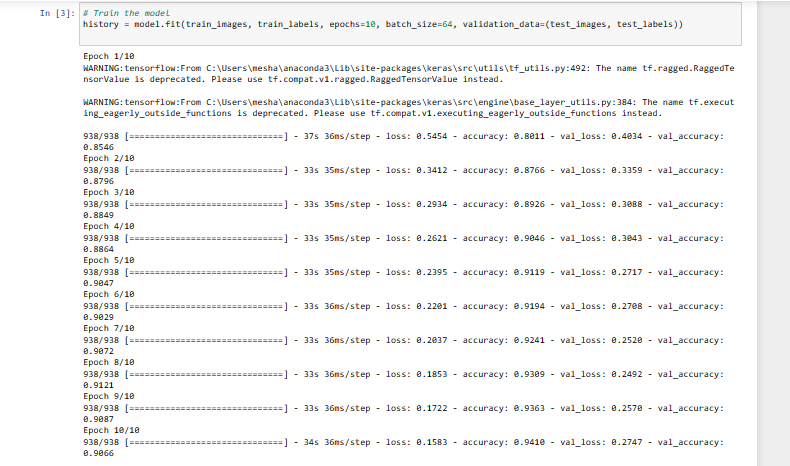 In [3]: # Train the model
history = model.fit(train_images, train_labels, epochs=10, batch_size=64, validation_data=(test_images, test_labels))
Epoch 1/10
WARNING:tensorflow:From C:\Users\mesha\anaconda3\Lib\site-packages\keras\src\utils\tf_utils.py:492: The name tf.ragged.RaggedTe
nsorValue is deprecated. Please use tf.compat.v1.ragged.RaggedTensorValue instead.
WARNING:tensorflow:From C:\Users\mesha\anaconda3\Lib\site-packages\keras\src\engine\base_layer_utils.py:384: The name tf.execut
ing_eagerly_outside_functions is deprecated. Please use tf.compat.v1.executing_eagerly_outside_functions instead.
938/938 [==============================] - 37s 36ms/step - loss: 0.5454 - accuracy: 0.8011 - val_loss: 0.4034 - val_accuracy:
0.8546
Epoch 2/10
938/938 [==============================] - 33s 35ms/step - loss: 0.3412 - accuracy: 0.8766 - val_loss: 0.3359 - val_accuracy:
0.8796
Epoch 3/10
938/938 [==============================] - 33s 35ms/step - loss: 0.2934 - accuracy: 0.8926 - val_loss: 0.3088 - val_accuracy:
0.8849
Epoch 4/10
938/938 [==============================] - 33s 35ms/step - loss: 0.2621 - accuracy: 0.9046 - val_loss: 0.3043 - val_accuracy:
0.8864
Epoch 5/10
938/938 [==============================] - 33s 35ms/step - loss: 0.2395 - accuracy: 0.9119 - val_loss: 0.2717 - val_accuracy:
0.9047
Epoch 6/10
938/938 [==============================] - 33s 36ms/step - loss: 0.2201 - accuracy: 0.9194 - val_loss: 0.2708 - val_accuracy:
0.9029
Epoch 7/10
938/938 [==============================] - 33s 36ms/step - loss: 0.2037 - accuracy: 0.9241 - val_loss: 0.2520 - val_accuracy:
0.9072
Epoch 8/10
938/938 [==============================] - 33s 36ms/step - loss: 0.1853 - accuracy: 0.9309 - val_loss: 0.2492 - val_accuracy:
0.9121
Epoch 9/10
938/938 [==============================] - 33s 36ms/step - loss: 0.1722 - accuracy: 0.9363 - val_loss: 0.2570 - val_accuracy:
0.9087
Epoch 10/10
938/938 [==============================] - 34s 36ms/step - loss: 0.1583 - accuracy: 0.9410 - val_loss: 0.2747 - val_accuracy:
0.9066